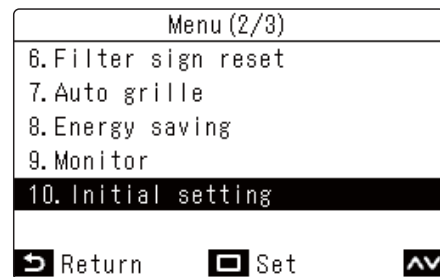 Menu(2/3)
6.Filter sign reset
7.Auto grille
8.Energy saving
9.Monitor
10.Initial setting
Return Set